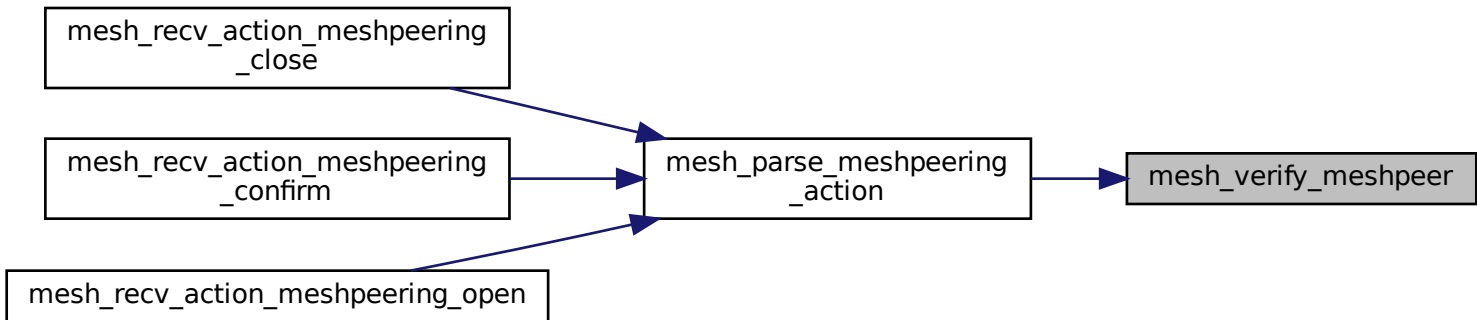 mesh_recv_action_meshpeering
_close
mesh_recv_action_meshpeering
_confirm
mesh_recv_action_meshpeering_open
mesh_parse_meshpeering
_action
mesh_verify_meshpeer